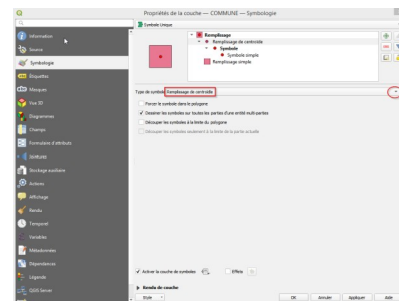 Propriétés de la couche — COMMUNE — Symbologie
Information
Source
Symbologie
Étiquettes
Masques
Vue 3D
Diagrammes
Champs
Formulaire d'attributs
Jointures
Stockage auxiliaire
Actions
Affichage
Rendu
Temporel
Variables
Métadonnées
Dépendances
Légende
QGIS Server
Symbole Unique
Remplissage
Remplissage de centroïde
Symbole
Symbole simple
Remplissage simple
Type de symbole Remplissage de centroïde
Forcer le symbole dans le polygone
Dessiner les symboles sur toutes les parties d'une entité multi-parties
Découper les symboles à la limite du polygone
Découper les symboles seulement à la limite de la partie actuelle
Activer la couche de symboles
Effets
Rendu de couche
Style
OK
Annuler
Appliquer
Aide